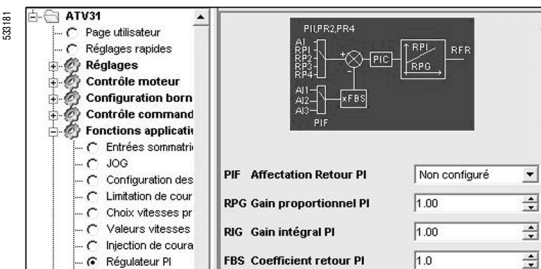 533181
ATV31
Page utilisateur
Réglages rapides
Réglages
Contrôle moteur
Configuration born
Contrôle command
Fonctions applicati
Entrées sommatri
JOG
Configuration des
Limitation de cour
Choix vitesses pr
Valeurs vitesses
Injection de coura
Régulateur PI
PII,PR2,PR4
AI
RPI
RP2
RP3
RP4
+
-
PIC
RPI
RPG
RFR
AI1
AI2
AI3
xFBS
PIF
PIF Affectation Retour PI Non configuré
RPG Gain proportionnel PI 1.00
RIG Gain intégral PI 1.00
FBS Coefficient retour PI 1.0